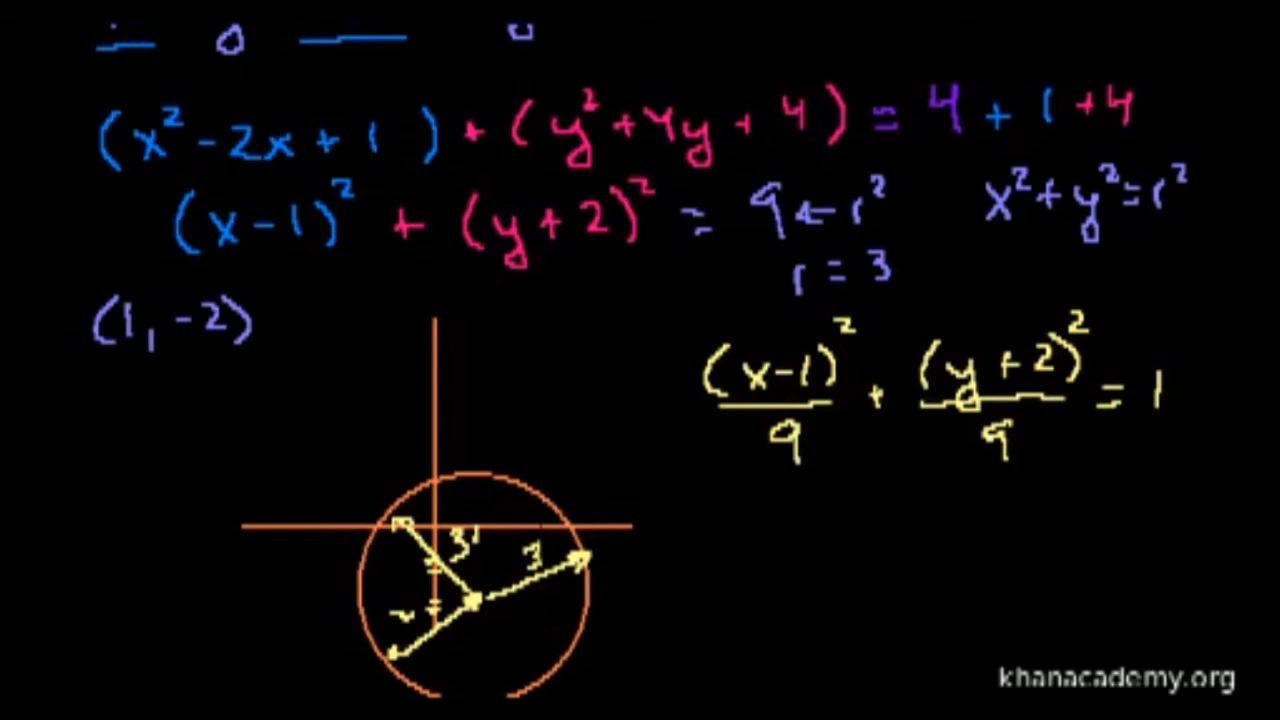 (x² - 2x + 1) + (y² + 4y + 4) = 4 + 1 + 4
(x - 1)² + (y + 2)² = 9 ← r²
x² + y² = r²
r = 3
(1, -2)
(x - 1)²/9 + (y + 2)²/9 = 1
3
3
khanacademy.org